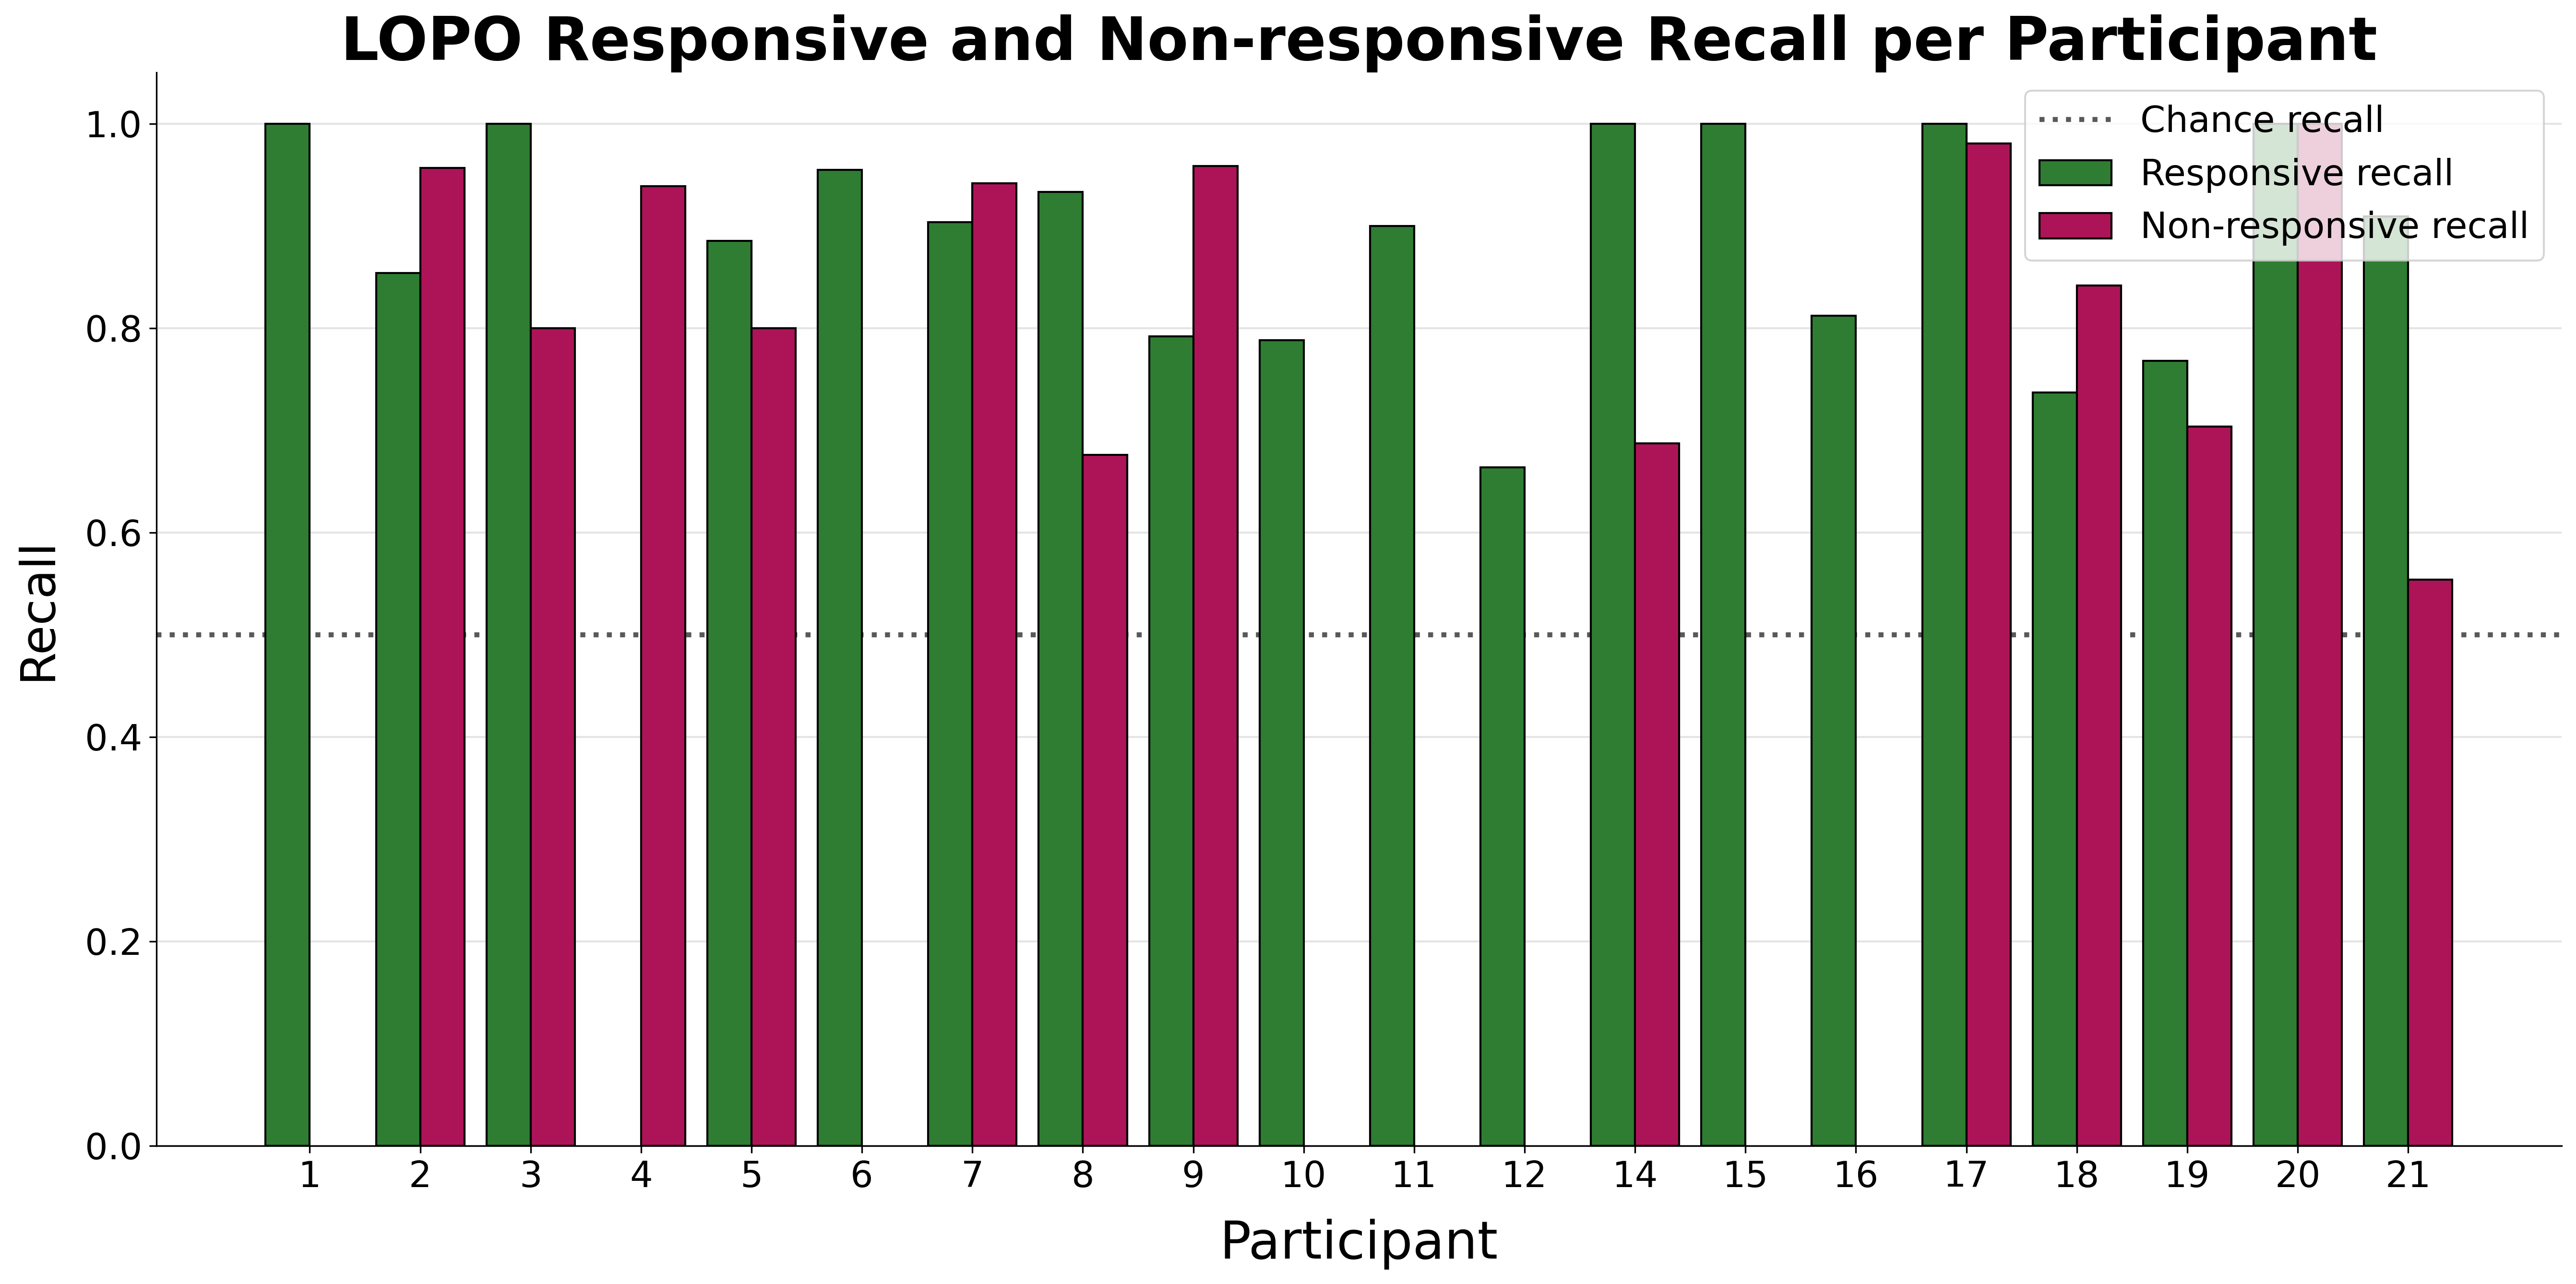 LOPO Responsive and Non-responsive Recall per Participant
Chance recall
Responsive recall
Non-responsive recall
1.0
0.8
0.6
0.4
0.2
0.0
Recall
1 2 3 4 5 6 7 8 9 10 11 12 14 15 16 17 18 19 20 21
Participant